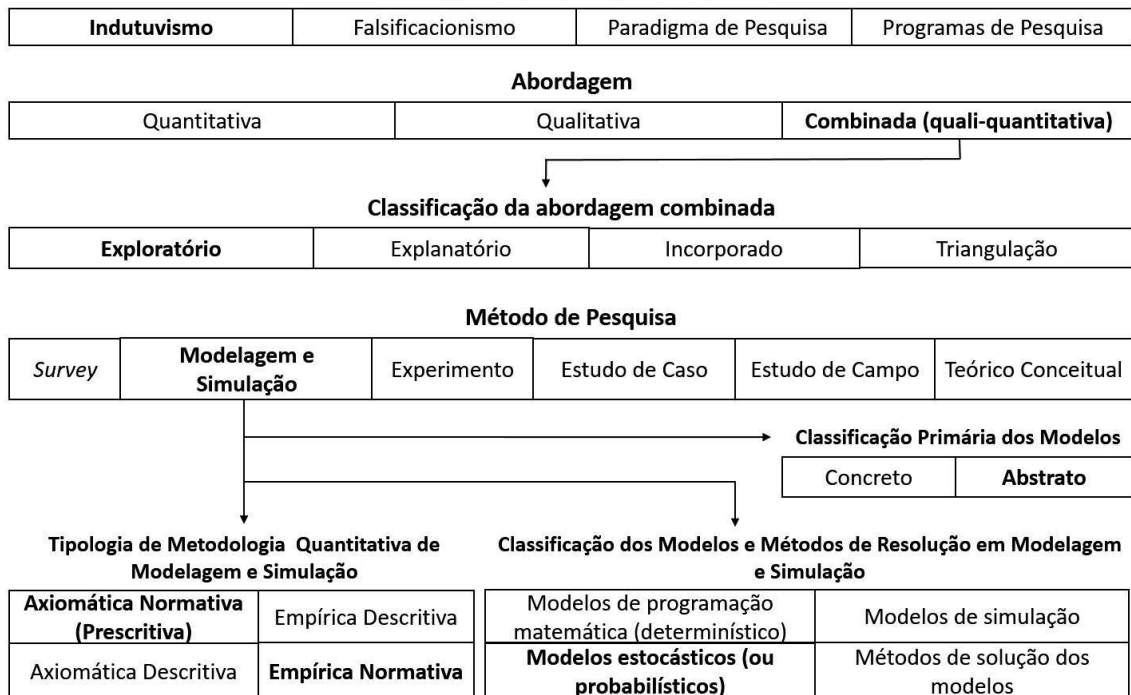 Indutuvismo Falsificacionismo Paradigma de Pesquisa Programas de Pesquisa
Abordagem
Quantitativa Qualitativa Combinada (quali-quantitativa)
Classificação da abordagem combinada
Exploratório Explanatório Incorporado Triangulação
Método de Pesquisa
Survey Modelagem e Simulação Experimento Estudo de Caso Estudo de Campo Teórico Conceitual
Classificação Primária dos Modelos
Concreto Abstrato
Tipologia de Metodologia Quantitativa de
Modelagem e Simulação
Axiomática Normativa
(Prescritiva)
Empírica Descritiva
Axiomática Descritiva
Empírica Normativa
Classificação dos Modelos e Métodos de Resolução em Modelagem
e Simulação
Modelos de programação
matemática (determinístico)
Modelos de simulação
Modelos estocásticos (ou
probabilísticos)
Métodos de solução dos
modelos